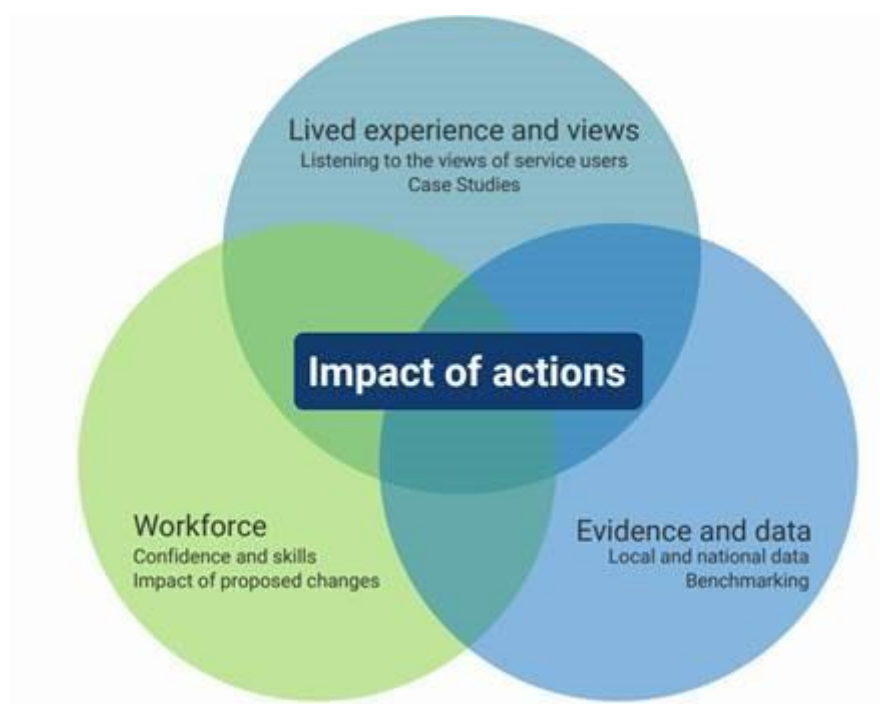 Lived experience and views
Listening to the views of service users
Case Studies
Impact of actions
Workforce
Confidence and skills
Impact of proposed changes
Evidence and data
Local and national data
Benchmarking